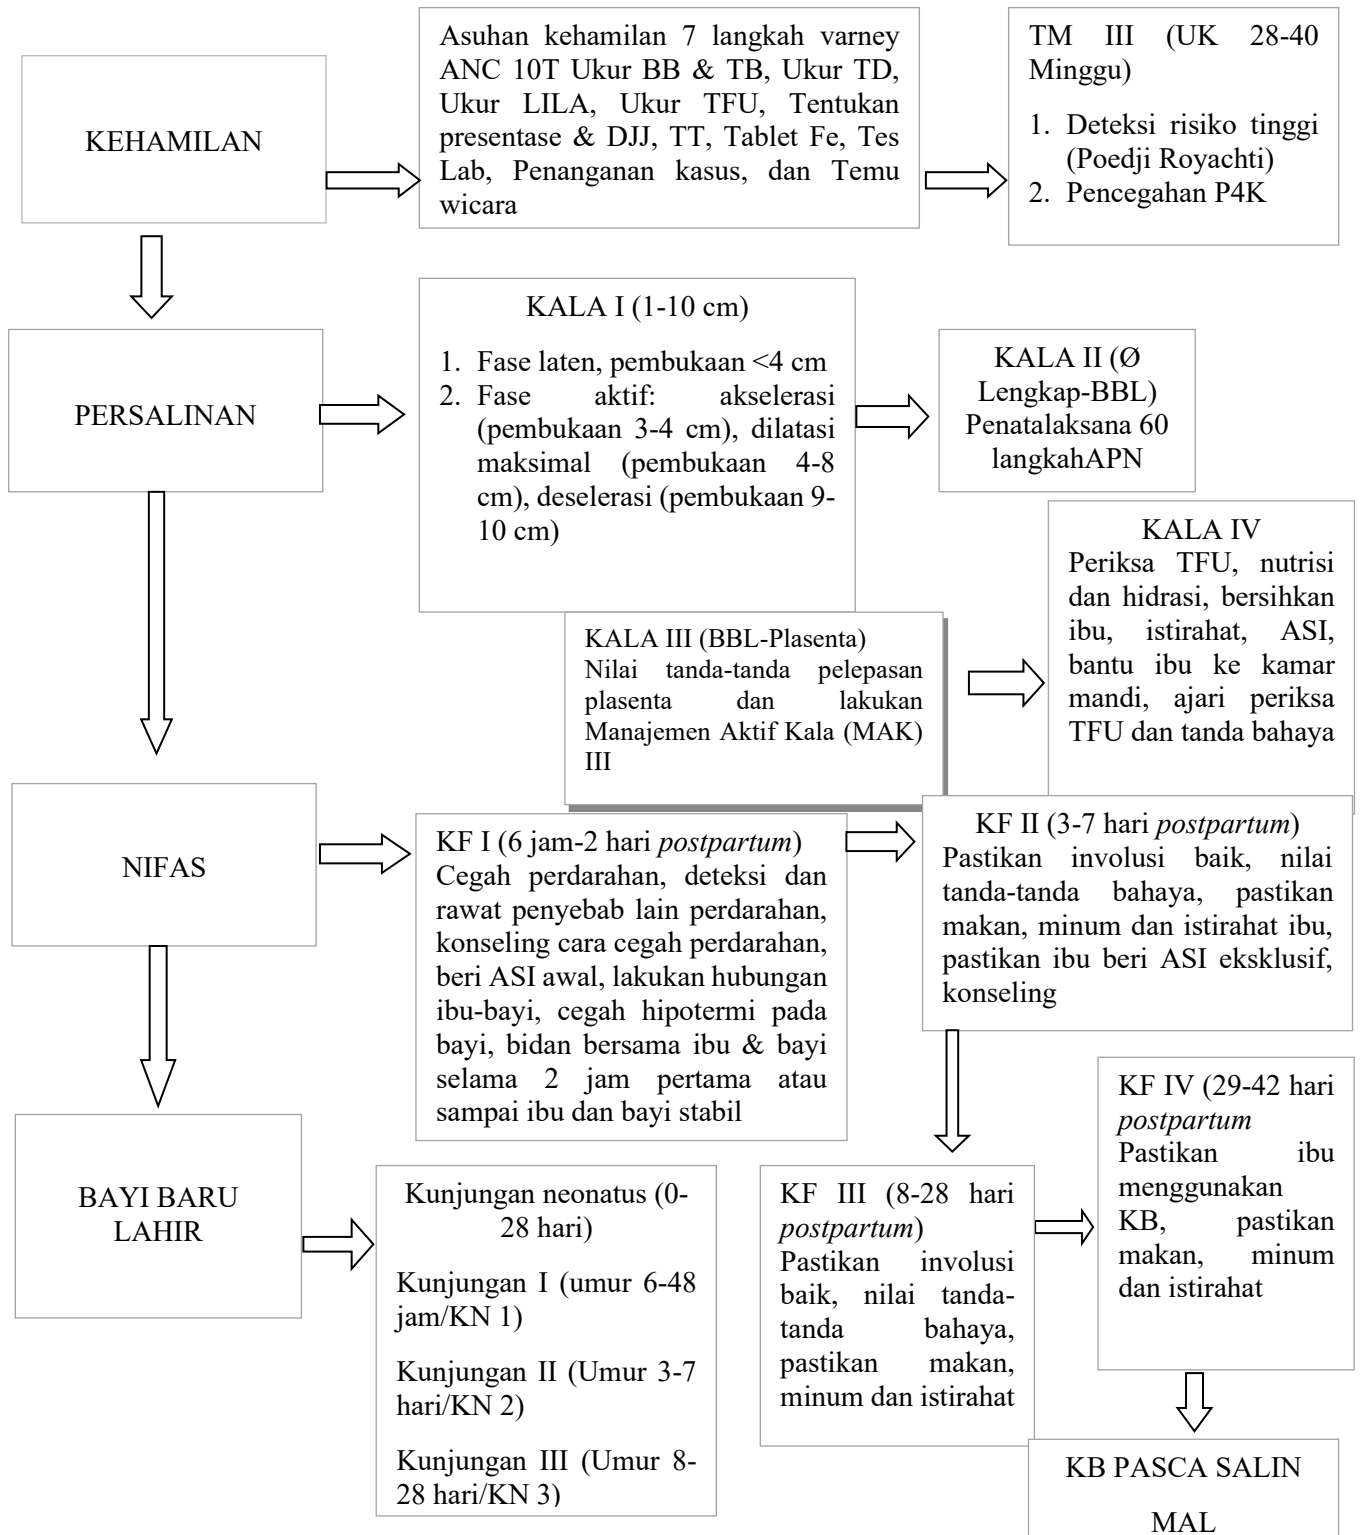 KEHAMILAN
Asuhan kehamilan 7 langkah varney
ANC 10T Ukur BB & TB, Ukur TD,
Ukur LILA, Ukur TFU, Tentukan
presentase & DJJ, TT, Tablet Fe, Tes
Lab, Penanganan kasus, dan Temu
wicara
TM III (UK 28-40
Minggu)
1. Deteksi risiko tinggi
(Poedji Royachti)
2. Pencegahan P4K
PERSALINAN
KALA I (1-10 cm)
1. Fase laten, pembukaan <4 cm
2. Fase aktif: akselerasi
(pembukaan 3-4 cm), dilatasi
maksimal (pembukaan 4-8
cm), deselerasi (pembukaan 9-
10 cm)
KALA II (Ø
Lengkap-BBL)
Penatalaksana 60
langkahAPN
KALA III (BBL-Plasenta)
Nilai tanda-tanda pelepasan
plasenta dan lakukan
Manajemen Aktif Kala (MAK)
III
KALA IV
Periksa TFU, nutrisi
dan hidrasi, bersihkan
ibu, istirahat, ASI,
bantu ibu ke kamar
mandi, ajari periksa
TFU dan tanda bahaya
NIFAS
KF I (6 jam-2 hari postpartum)
Cegah perdarahan, deteksi dan
rawat penyebab lain perdarahan,
konseling cara cegah perdarahan,
beri ASI awal, lakukan hubungan
ibu-bayi, cegah hipotermi pada
bayi, bidan bersama ibu & bayi
selama 2 jam pertama atau
sampai ibu dan bayi stabil
KF II (3-7 hari postpartum)
Pastikan involusi baik, nilai
tanda-tanda bahaya, pastikan
makan, minum dan istirahat ibu,
pastikan ibu beri ASI eksklusif,
konseling
KF III (8-28 hari
postpartum)
Pastikan involusi
baik, nilai tanda-
tanda bahaya,
pastikan makan,
minum dan istirahat
KF IV (29-42 hari
postpartum
Pastikan ibu
menggunakan
KB, pastikan
makan, minum
dan istirahat
KB PASCA SALIN
MAL
BAYI BARU
LAHIR
Kunjungan neonatus (0-
28 hari)
Kunjungan I (umur 6-48
jam/KN 1)
Kunjungan II (Umur 3-7
hari/KN 2)
Kunjungan III (Umur 8-
28 hari/KN 3)